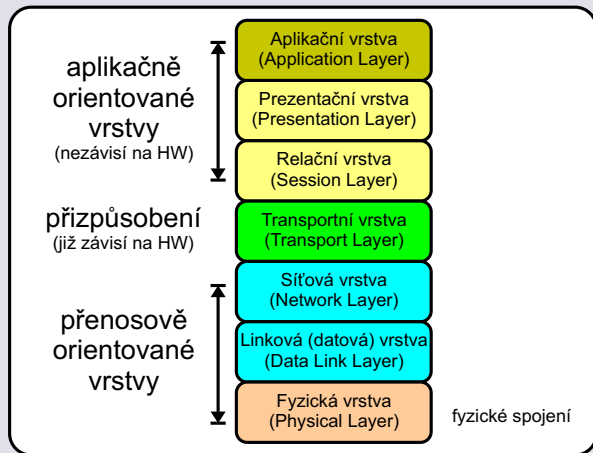 aplikačně
orientované
vrstvy
(nezávisí na HW)
Aplikační vrstva
(Application Layer)
Prezentační vrstva
(Presentation Layer)
Relační vrstva
(Session Layer)
přizpůsobení
(již závisí na HW)
Transportní vrstva
(Transport Layer)
přenosově
orientované
vrstvy
Síťová vrstva
(Network Layer)
Linková (datová) vrstva
(Data Link Layer)
Fyzická vrstva
(Physical Layer)
fyzické spojení